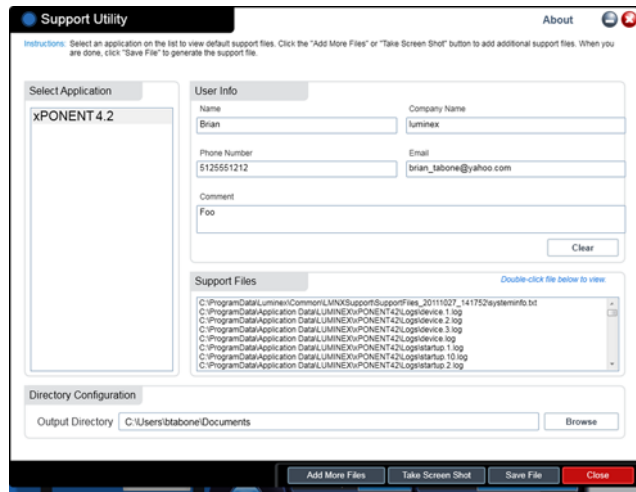 Support Utility
About
Instructions: Select an application on the list to view default support files. Click the "Add More Files" or "Take Screen Shot" button to add additional support files. When you
are done, click "Save File" to generate the support file.
Select Application
xPONENT 4.2
User Info
Name
Company Name
Brian
luminex
Phone Number
Email
5125551212
brian_tabone@yahoo.com
Comment
Foo
Clear
Support Files
Double-click file below to view.
C:\ProgramData\Luminex\Common\LMNXSupport\SupportFiles_20111027_141752\systeminfo.txt
C:\ProgramData\Application Data\LUMINEX\xPONENT42\Logs\device.1.log
C:\ProgramData\Application Data\LUMINEX\xPONENT42\Logs\device.2.log
C:\ProgramData\Application Data\LUMINEX\xPONENT42\Logs\device.3.log
C:\ProgramData\Application Data\LUMINEX\xPONENT42\Logs\device.log
C:\ProgramData\Application Data\LUMINEX\xPONENT42\Logs\startup.1.log
C:\ProgramData\Application Data\LUMINEX\xPONENT42\Logs\startup.10.log
C:\ProgramData\Application Data\LUMINEX\xPONENT42\Logs\startup.2.log
Directory Configuration
Output Directory
C:\Users\btabone\Documents
Browse
Add More Files
Take Screen Shot
Save File
Close